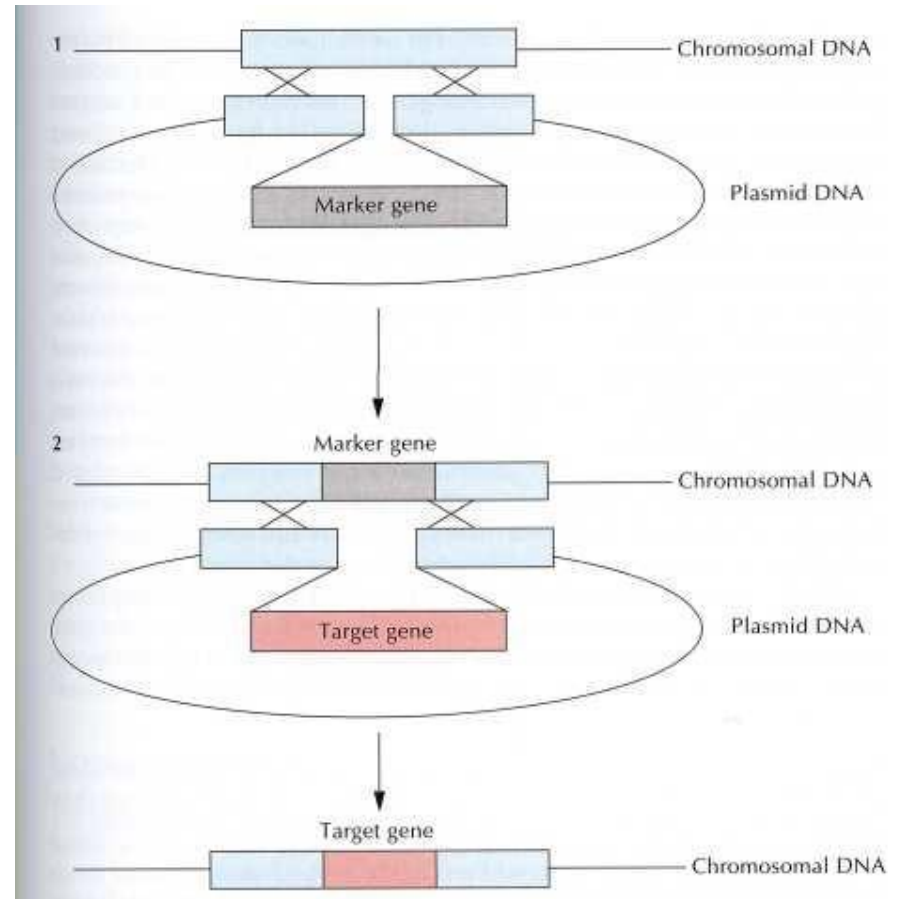 1
Chromosomal DNA
Marker gene
Plasmid DNA
2
Marker gene
Chromosomal DNA
Target gene
Plasmid DNA
Target gene
Chromosomal DNA